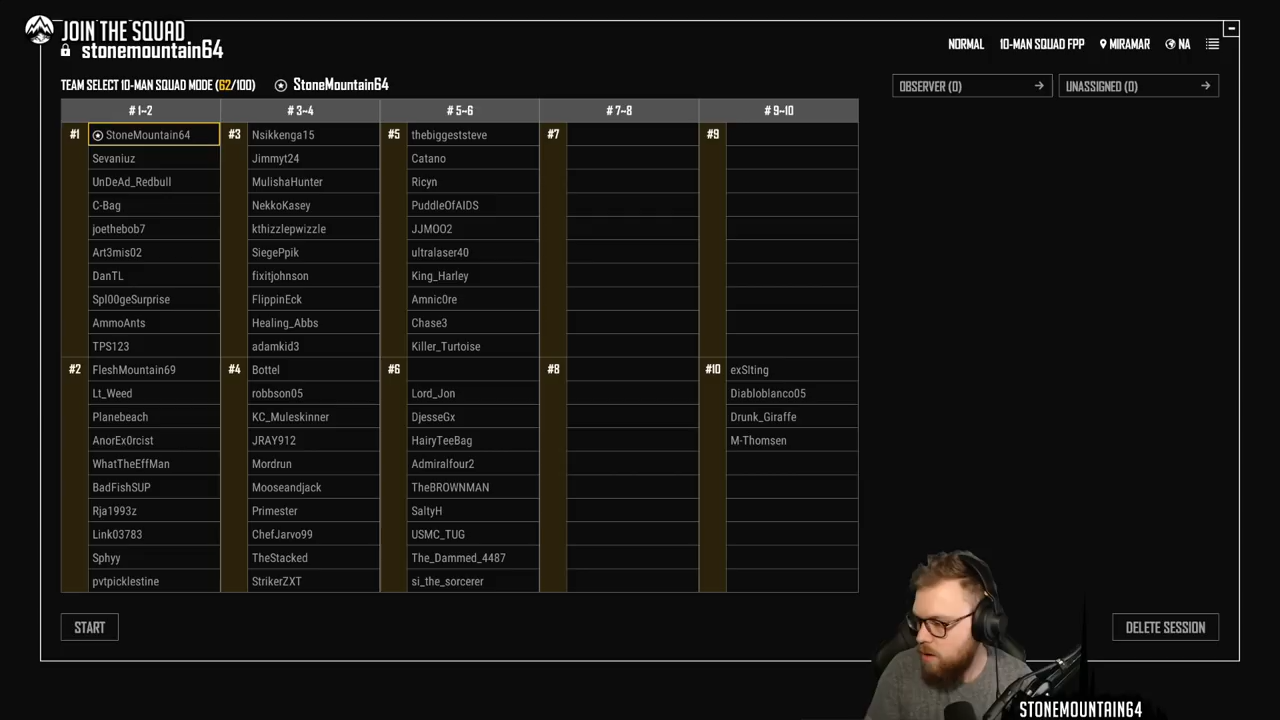 JOIN THE SQUAD
stonemountain64
NORMAL 10-MAN SQUAD FPP MIRAMAR NA
TEAM SELECT 10-MAN SQUAD MODE (62/100) StoneMountain64
OBSERVER (0) UNASSIGNED (0)
# 1~2 # 3~4 # 5~6 # 7~8 # 9~10
#1 StoneMountain64 #3 Nsikkenga15 #5 thebiggeststeve #7 #9
Sevaniuz Jimmyt24 Catano
UnDeAd_Redbull MulishaHunter Ricyn
C-Bag NekkoKasey PuddleOfAIDS
joethebob7 kthizzlepwizzle JJMOO2
Art3mis02 SiegePpik ultralaser40
DanTL fixitjohnson King_Harley
Spl00geSurprise FlippinEck Amnic0re
AmmoAnts Healing_Abbs Chase3
TPS123 adamkid3 Killer_Turtoise
#2 FleshMountain69 #4 Bottel #6 #8 #10 exSIting
Lt_Weed robbson05 Lord_Jon Diabloblanco05
Planebeach KC_Muleskinner DjesseGx Drunk_Giraffe
AnorEx0rcist JRAY912 HairyTeeBag M-Thomsen
WhatTheEffMan Mordrun Admiralfour2
BadFishSUP Mooseandjack TheBROWNMAN
Rja1993z Primester SaltyH
Link03783 ChefJarvo99 USMC_TUG
Sphyy TheStacked The_Dammed_4487
pvtpicklestine StrikerZXT si_the_sorcerer
START DELETE SESSION
STONEMOUNTAIN64